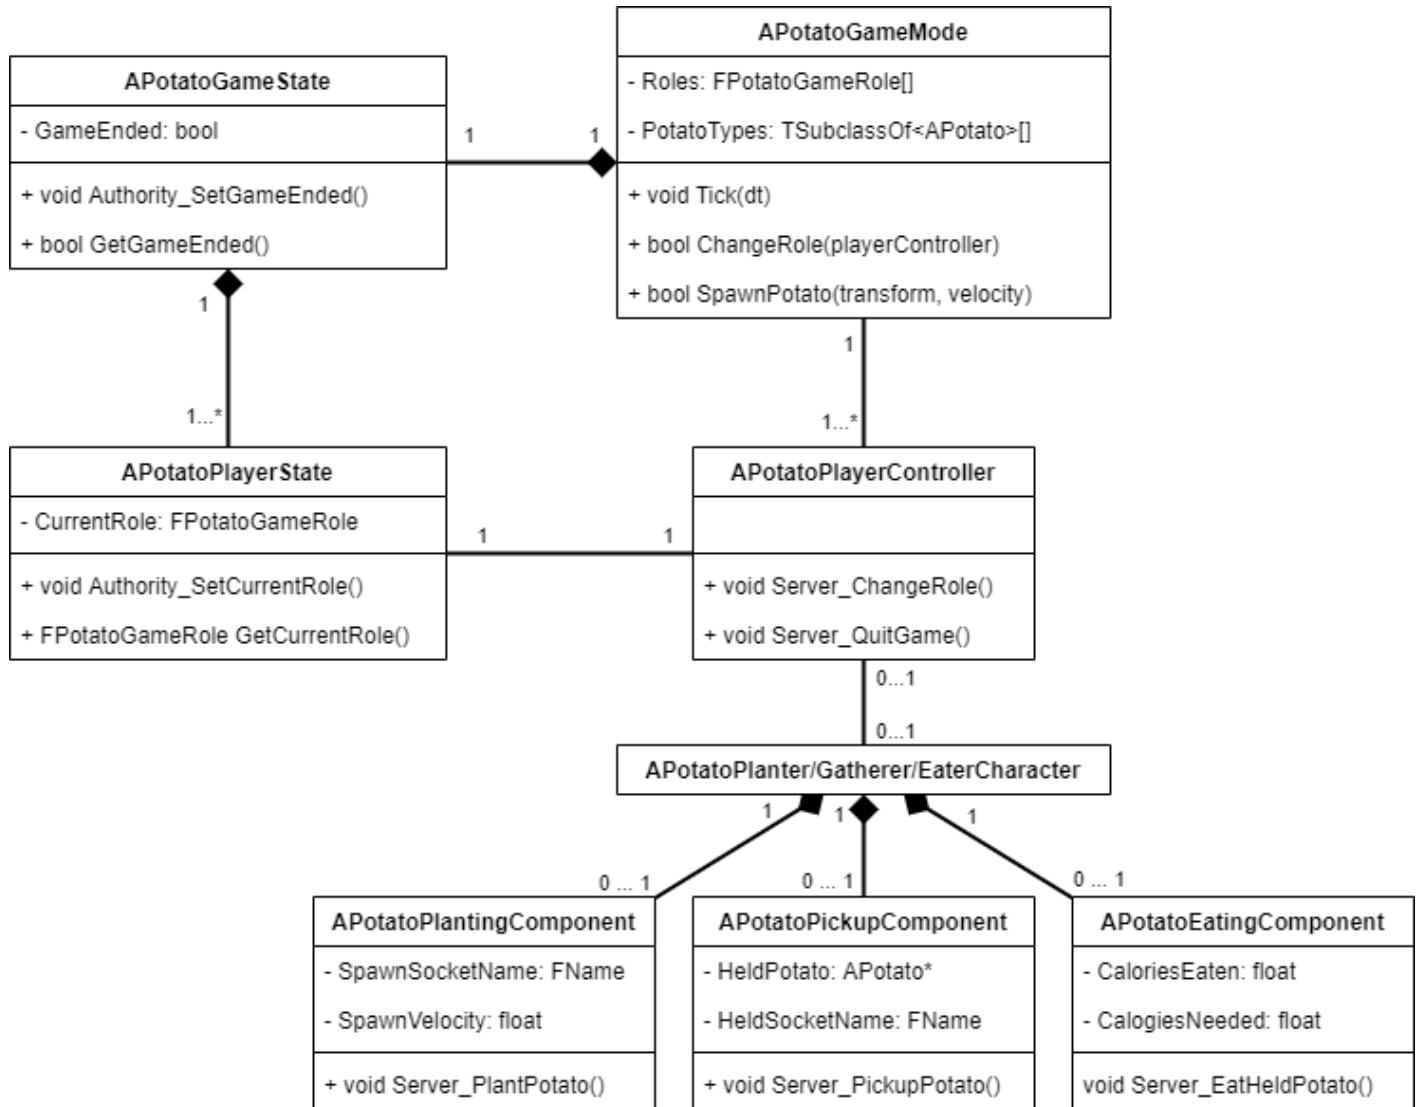 APotatoGameMode
- Roles: FPotatoGameRole[]
- PotatoTypes: TSubclassOf<APotato>[]
+ void Tick(dt)
+ bool ChangeRole(playerController)
+ bool SpawnPotato(transform, velocity)
APotatoGameState
- GameEnded: bool
+ void Authority_SetGameEnded()
+ bool GetGameEnded()
1
1
1
1...*
1
1...*
APotatoPlayerState
- CurrentRole: FPotatoGameRole
+ void Authority_SetCurrentRole()
+ FPotatoGameRole GetCurrentRole()
1
1
APotatoPlayerController
+ void Server_ChangeRole()
+ void Server_QuitGame()
0...1
0...1
APotatoPlanter/Gatherer/EaterCharacter
1
1
1
0 ... 1
0 ... 1
0 ... 1
APotatoPlantingComponent
- SpawnSocketName: FName
- SpawnVelocity: float
+ void Server_PlantPotato()
APotatoPickupComponent
- HeldPotato: APotato*
- HeldSocketName: FName
+ void Server_PickupPotato()
APotatoEatingComponent
- CaloriesEaten: float
- CalogiesNeeded: float
void Server_EatHeldPotato()